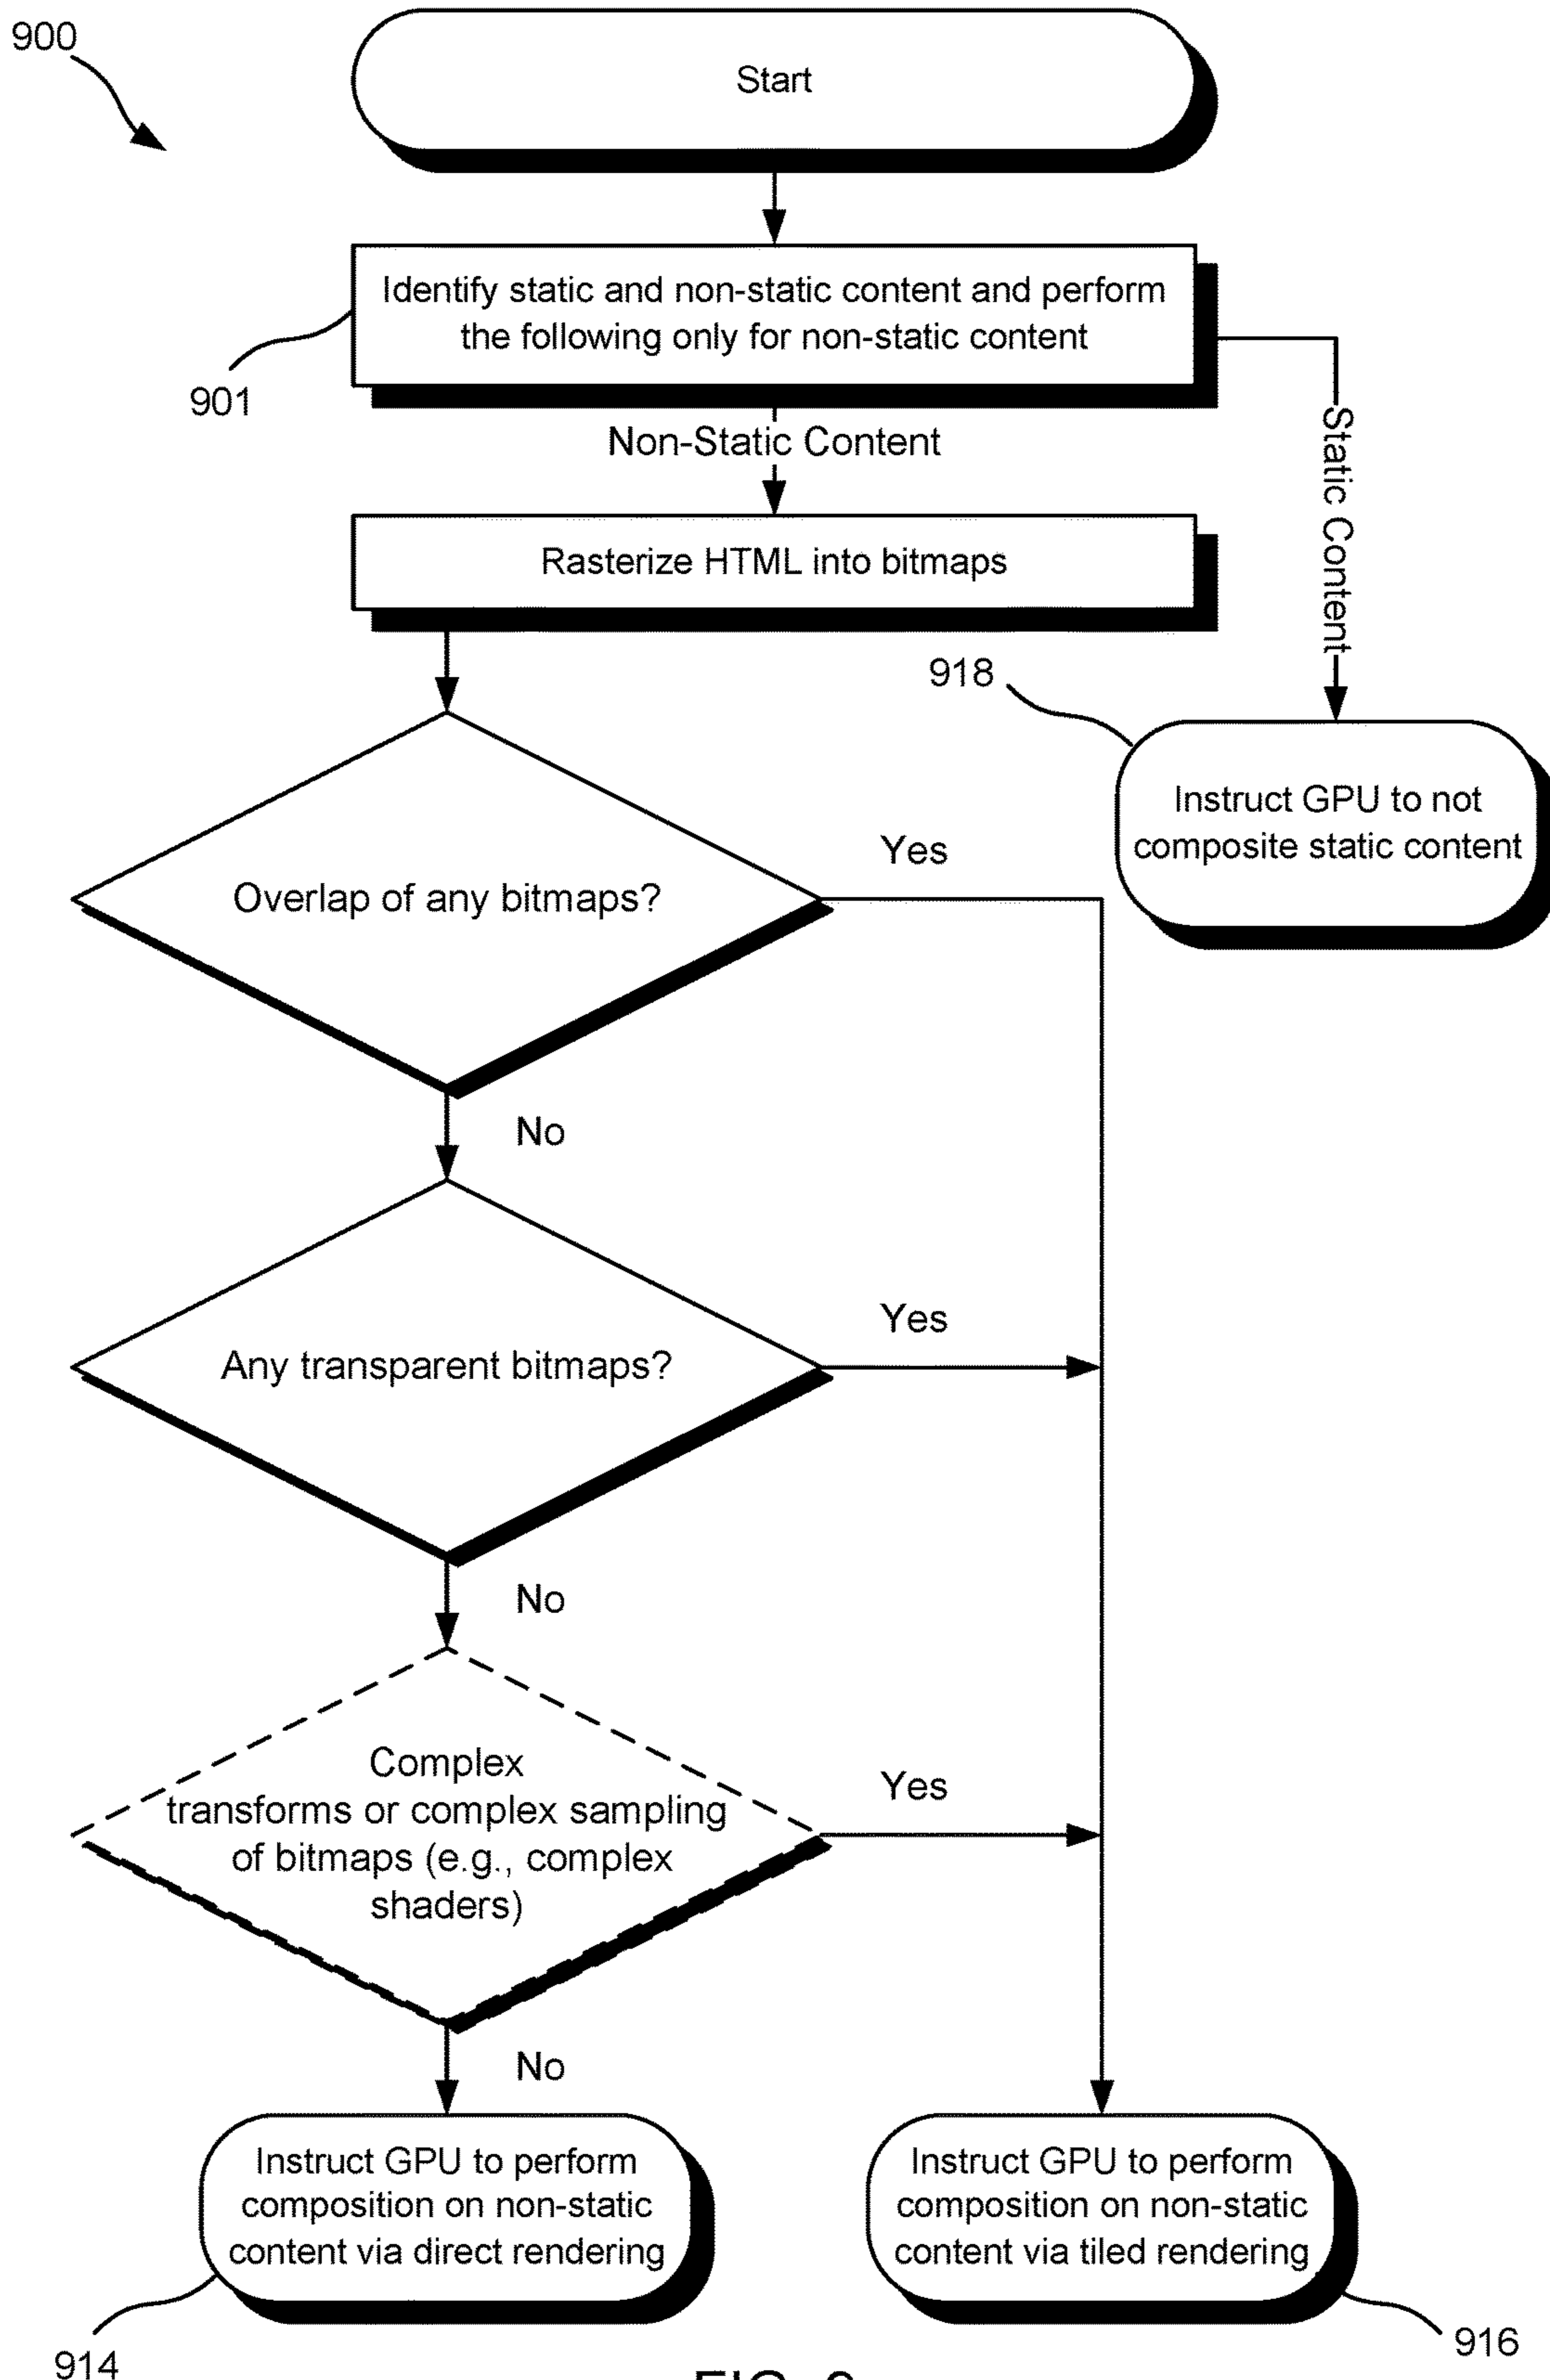 900
Start
Identify static and non-static content and perform
the following only for non-static content
901
Non-Static Content
Static Content
Rasterize HTML into bitmaps
918
Instruct GPU to not
composite static content
Overlap of any bitmaps?
Yes
No
Any transparent bitmaps?
Yes
No
Complex
transforms or complex sampling
of bitmaps (e.g., complex
shaders)
Yes
No
Instruct GPU to perform
composition on non-static
content via direct rendering
914
Instruct GPU to perform
composition on non-static
content via tiled rendering
916
FIG.